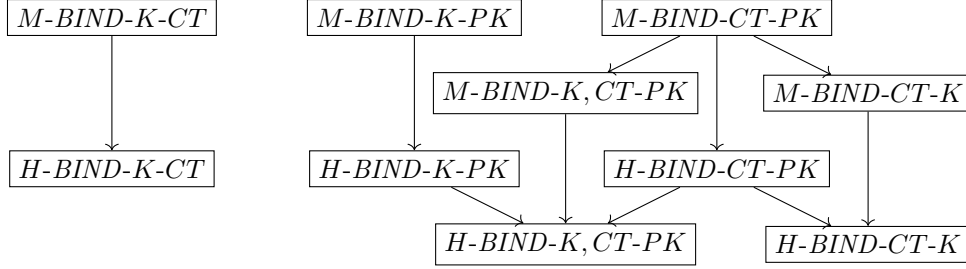 M-BIND-K-CT
M-BIND-K-PK
M-BIND-CT-PK
M-BIND-K,CT-PK
M-BIND-CT-K
H-BIND-K-CT
H-BIND-K-PK
H-BIND-CT-PK
H-BIND-K,CT-PK
H-BIND-CT-K